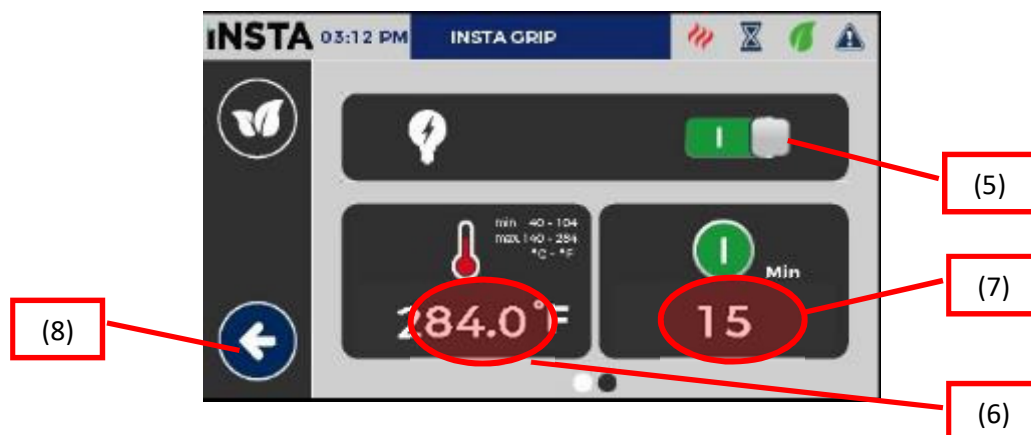 INSTA 03:12 PM INSTA GRIP
I
(5)
min 40 - 104
max. 140 - 284
°C - °F
I
Min
(7)
284.0°F
15
(8)
(6)